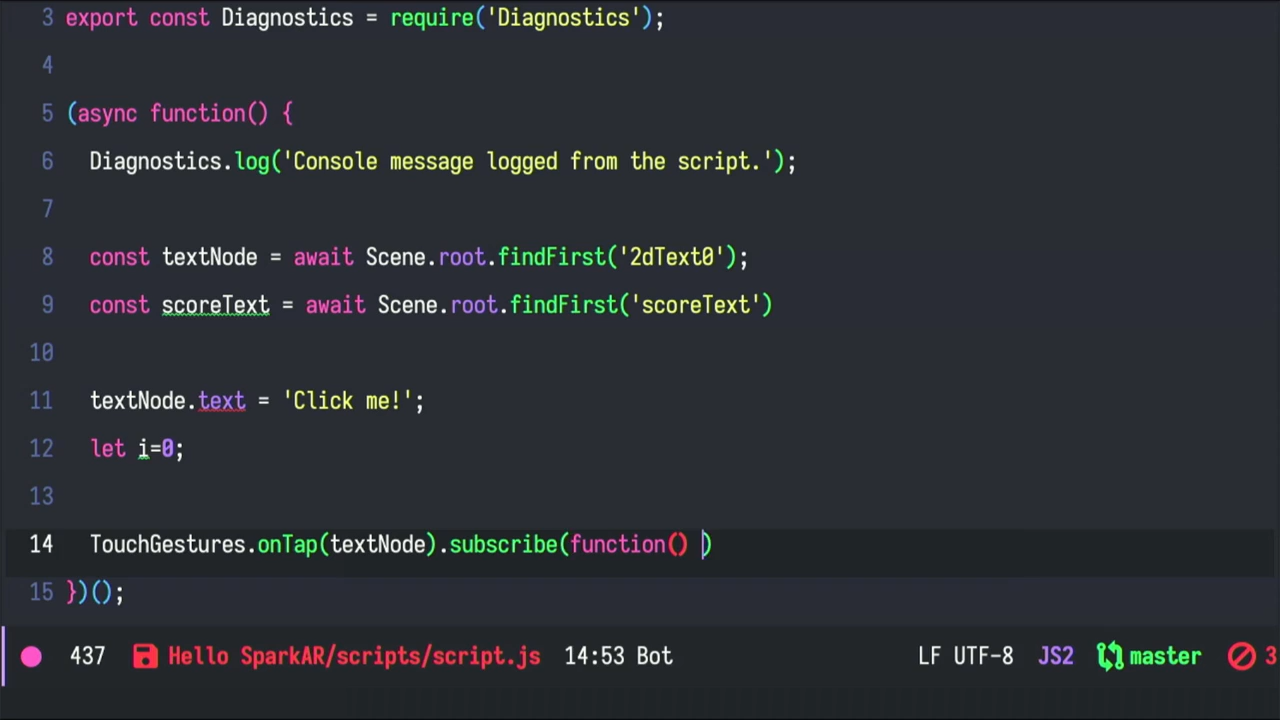 3 export const Diagnostics = require('Diagnostics');
4
5 (async function() {
6 Diagnostics.log('Console message logged from the script.');
7
8 const textNode = await Scene.root.findFirst('2dText0');
9 const scoreText = await Scene.root.findFirst('scoreText')
10
11 textNode.text = 'Click me!';
12 let i=0;
13
14 TouchGestures.onTap(textNode).subscribe(function() )
15 })();
437 Hello SparkAR/scripts/script.js 14:53 Bot LF UTF-8 JS2 master 3